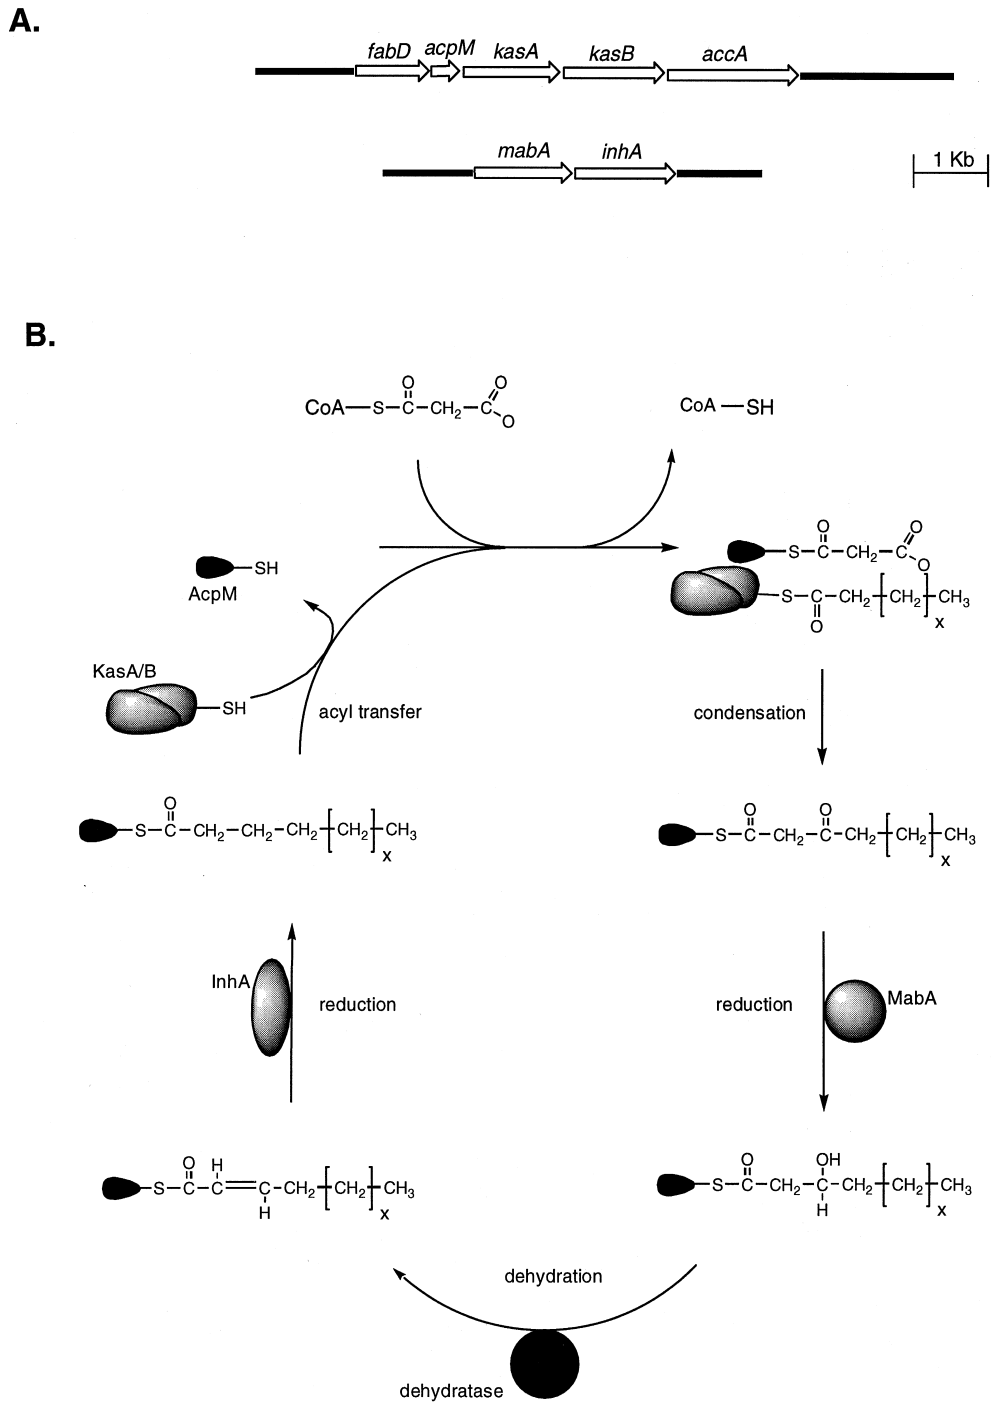 A.
fabD acpM kasA kasB accA
mabA inhA
1 Kb
B.
CoA—S—C—CH2—C
O
O
O
CoA—SH
SH
AcpM
S—C—CH2—C
O
O
O
KasA/B
SH
S—C—CH2—[CH2]—CH3
O
x
acyl transfer
condensation
S—C—CH2—CH2—CH2—[CH2]—CH3
O
x
S—C—CH2—C—CH2—[CH2]—CH3
O
O
x
InhA
reduction
reduction
MabA
S—C—C=C—CH2—[CH2]—CH3
O
H
H
x
S—C—CH2—C—CH2—[CH2]—CH3
O
OH
H
x
dehydration
dehydratase